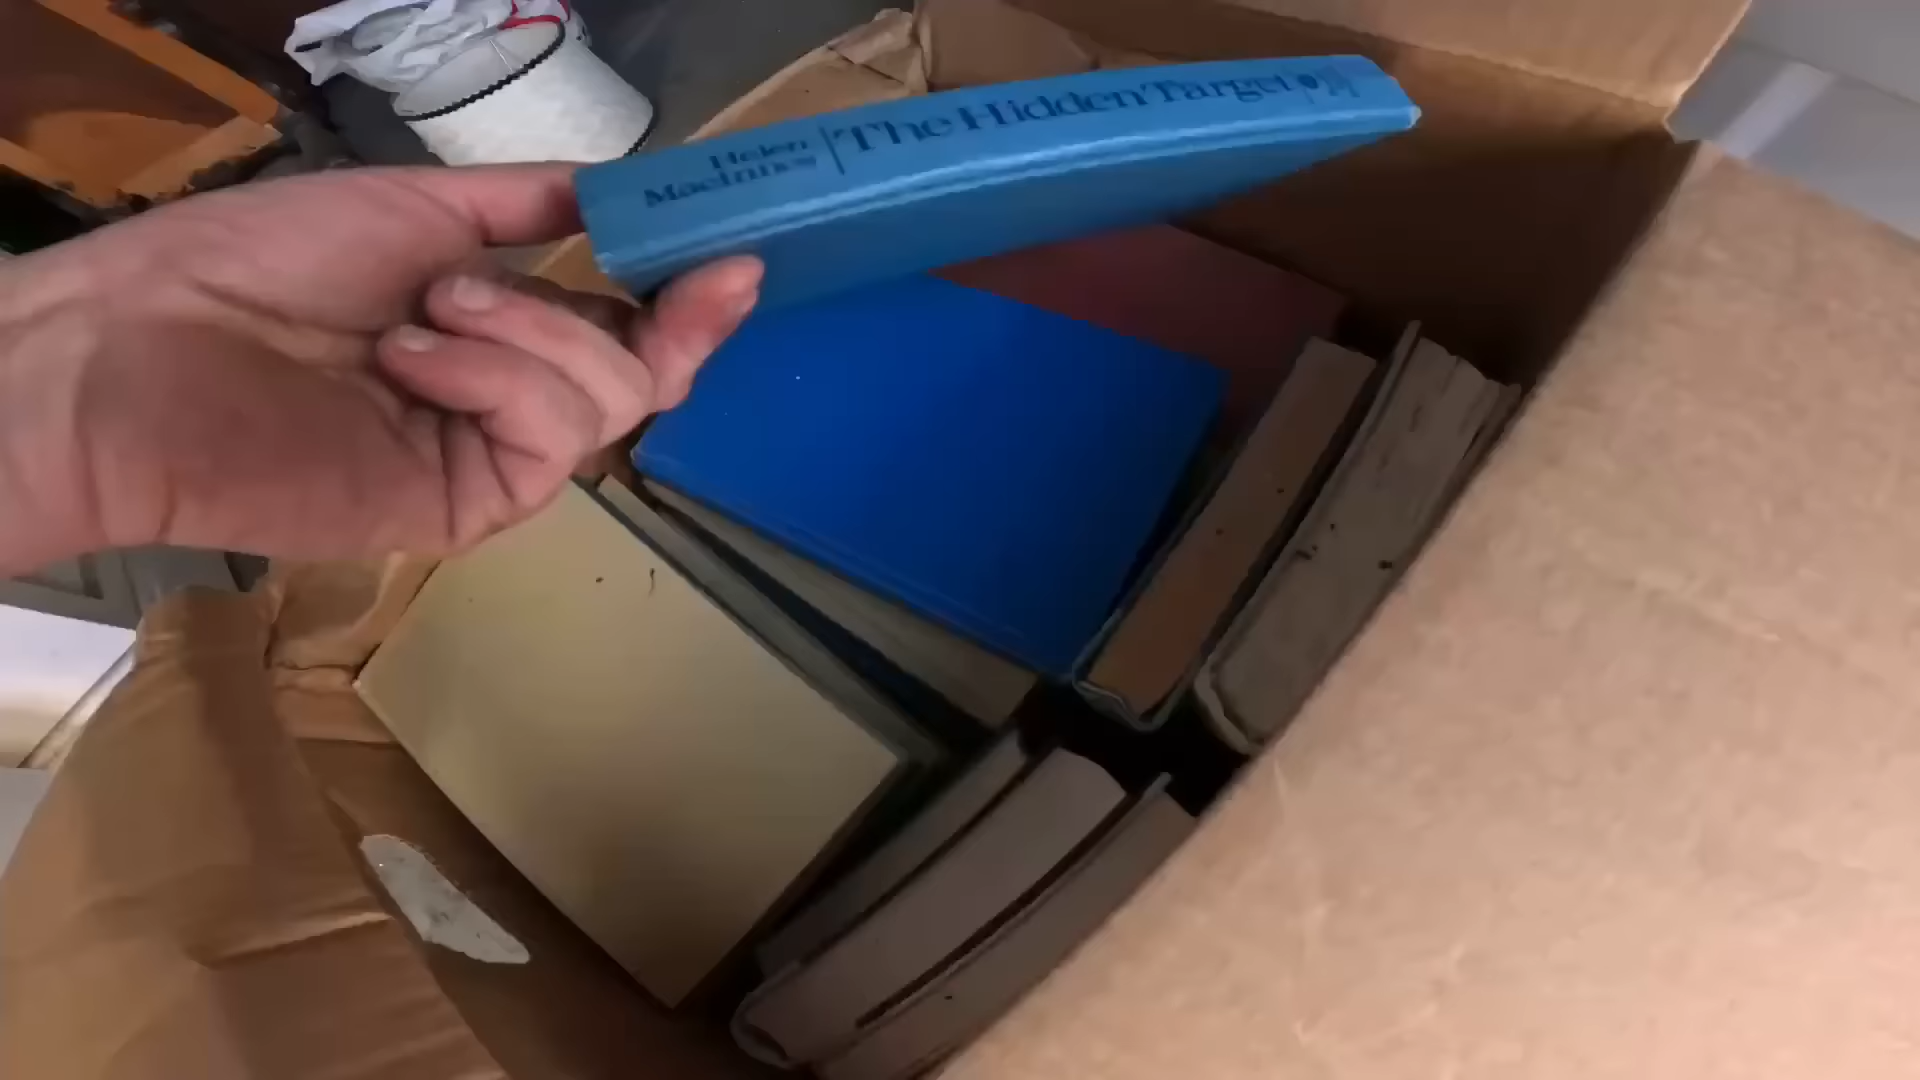 Helen
MacInnes
The Hidden Target